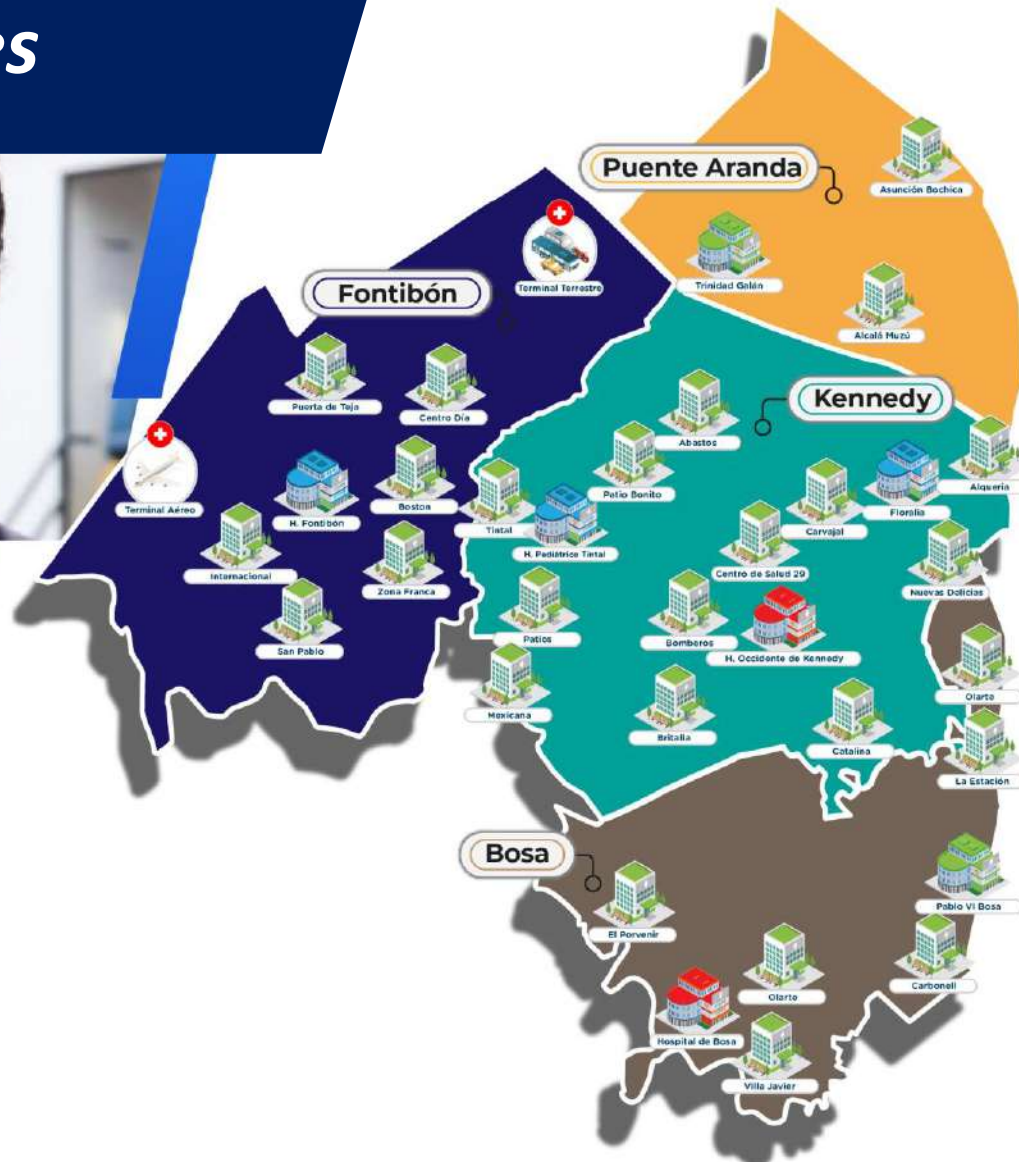 es
Puente Aranda
Asunción Bochica
Trinidad Galán
Alcalá Muzú
Fontibón
Terminal Terrestre
Puerta de Teja
Centro Día
Terminal Aéreo
H. Fontibón
Boston
Internacional
Zona Franca
San Pablo
Kennedy
Abastos
Patio Bonito
Alqueria
Floralia
Carvajal
Tintal
H. Pediátrico Tintal
Centro de Salud 29
Nuevas Delicias
Patios
Bomberos
H. Occidente de Kennedy
Mexicana
Britalia
Catalina
Olarte
La Estación
Bosa
El Porvenir
Pablo VI Bosa
Carbonell
Olarte
Hospital de Bosa
Villa Javier